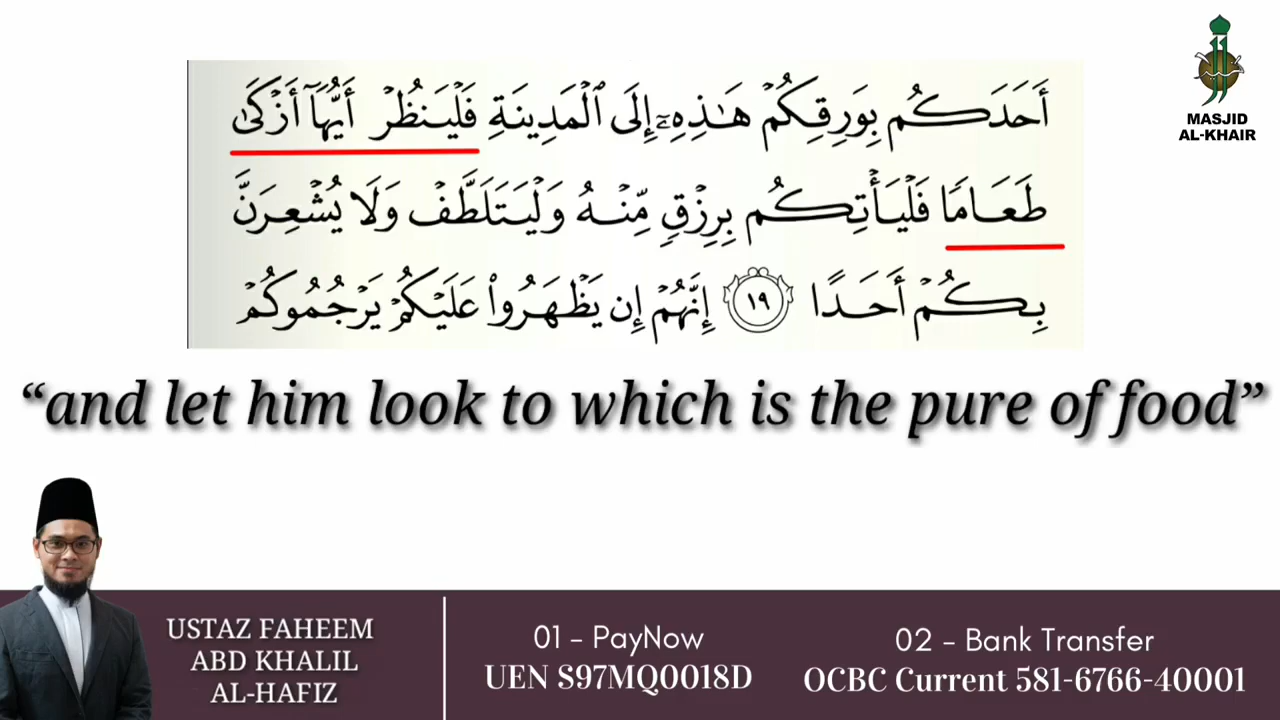 MASJID
AL-KHAIR
أَحَدَكُم بِوَرِقِكُمْ هَـٰذِهِۦٓ إِلَى ٱلْمَدِينَةِ فَلْيَنظُرْ أَيُّهَآ أَزْكَىٰ
طَعَامًا فَلْيَأْتِكُم بِرِزْقٍ مِّنْهُ وَلْيَتَلَطَّفْ وَلَا يُشْعِرَنَّ
بِكُمْ أَحَدًا ١٩ إِنَّهُمْ إِن يَظْهَرُوا۟ عَلَيْكُمْ يَرْجُمُوكُمْ
“and let him look to which is the pure of food”
USTAZ FAHEEM
ABD KHALIL
AL-HAFIZ
01 – PayNow
UEN S97MQ0018D
02 – Bank Transfer
OCBC Current 581-6766-40001